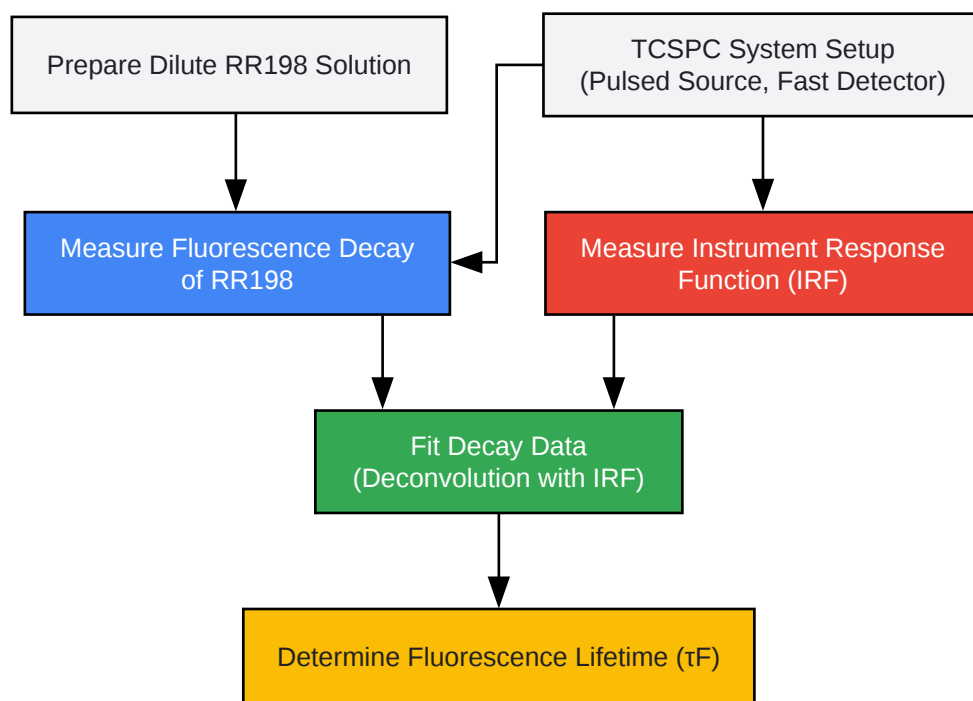 Prepare Dilute RR198 Solution
TCSPC System Setup
(Pulsed Source, Fast Detector)
Measure Fluorescence Decay
of RR198
Measure Instrument Response
Function (IRF)
Fit Decay Data
(Deconvolution with IRF)
Determine Fluorescence Lifetime (τF)